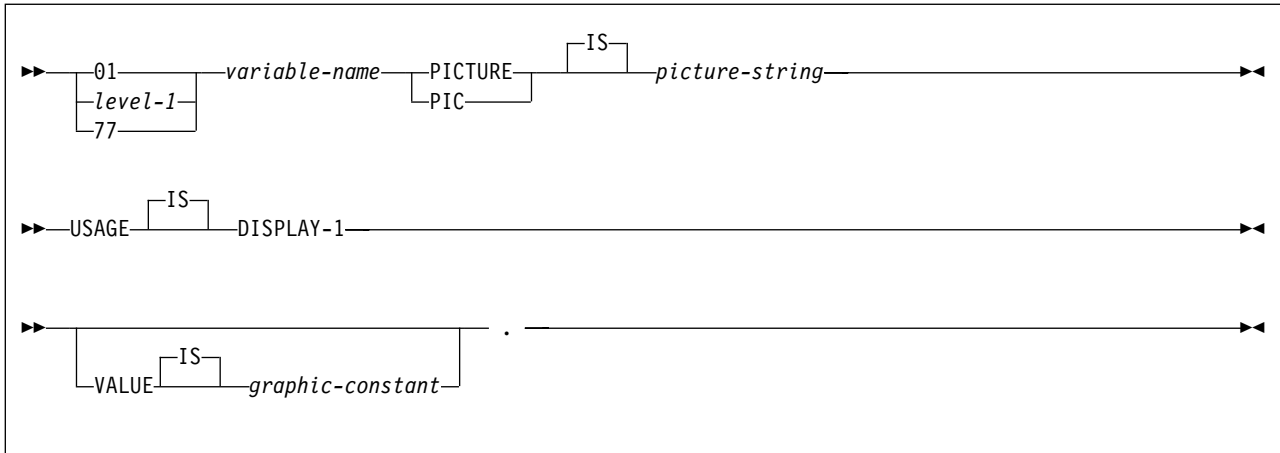 IS
01 variable-name PICTURE IS picture-string
level-1 PIC
77
IS
USAGE DISPLAY-1
.
IS
VALUE graphic-constant